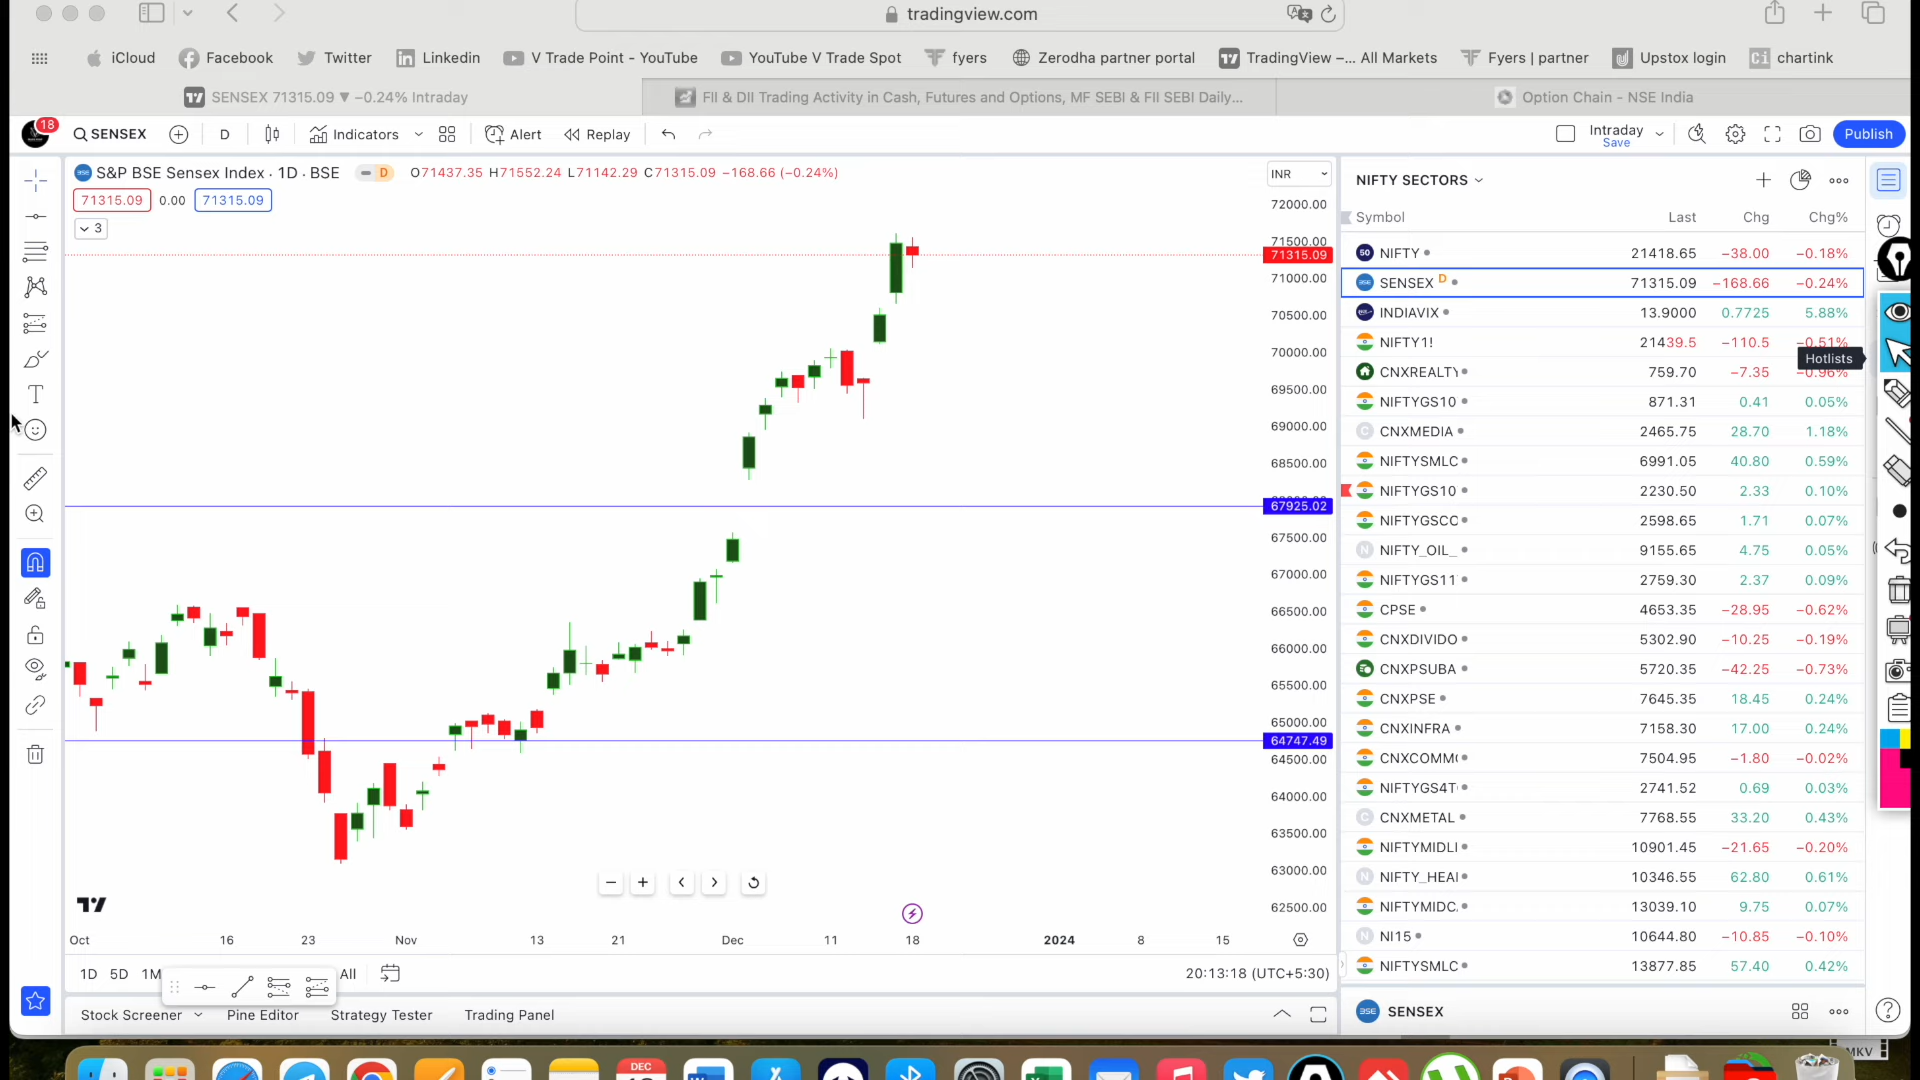 tradingview.com
iCloud Facebook Twitter Linkedin V Trade Point - YouTube YouTube V Trade Spot fyers Zerodha partner portal TradingView –... All Markets Fyers | partner Upstox login Ci chartink
SENSEX 71315.09 ▼ −0.24% Intraday FII & DII Trading Activity in Cash, Futures and Options, MF SEBI & FII SEBI Daily... Option Chain - NSE India
18 SENSEX D Indicators Alert Replay Intraday Save Publish
S&P BSE Sensex Index · 1D · BSE D O71437.35 H71552.24 L71142.29 C71315.09 −168.66 (−0.24%) INR
71315.09 0.00 71315.09
3
72000.00
71500.00
71315.09
71000.00
70500.00
70000.00
69500.00
69000.00
68500.00
67925.02
67500.00
67000.00
66500.00
66000.00
65500.00
65000.00
64747.49
64500.00
64000.00
63500.00
63000.00
62500.00
Oct 16 23 Nov 13 21 Dec 11 18 2024 8 15
1D 5D 1M All 20:13:18 (UTC+5:30)
Stock Screener Pine Editor Strategy Tester Trading Panel
NIFTY SECTORS
Symbol Last Chg Chg%
NIFTY 21418.65 −38.00 −0.18%
SENSEX D 71315.09 −168.66 −0.24%
INDIAVIX 13.9000 0.7725 5.88%
NIFTY1! 21439.5 −110.5 −0.51%
Hotlists
CNXREALTY 759.70 −7.35 −0.96%
NIFTYGS10 871.31 0.41 0.05%
CNXMEDIA 2465.75 28.70 1.18%
NIFTYSMLC 6991.05 40.80 0.59%
NIFTYGS10 2230.50 2.33 0.10%
NIFTYGSCC 2598.65 1.71 0.07%
NIFTY_OIL_ 9155.65 4.75 0.05%
NIFTYGS11 2759.30 2.37 0.09%
CPSE 4653.35 −28.95 −0.62%
CNXDIVIDO 5302.90 −10.25 −0.19%
CNXPSUBA 5720.35 −42.25 −0.73%
CNXPSE 7645.35 18.45 0.24%
CNXINFRA 7158.30 17.00 0.24%
CNXCOMM 7504.95 −1.80 −0.02%
NIFTYGS4T 2741.52 0.69 0.03%
CNXMETAL 7768.55 33.20 0.43%
NIFTYMIDL 10901.45 −21.65 −0.20%
NIFTY_HEAI 10346.55 62.80 0.61%
NIFTYMIDC 13039.10 9.75 0.07%
NI15 10644.80 −10.85 −0.10%
NIFTYSMLC 13877.85 57.40 0.42%
SENSEX
DEC
MKV